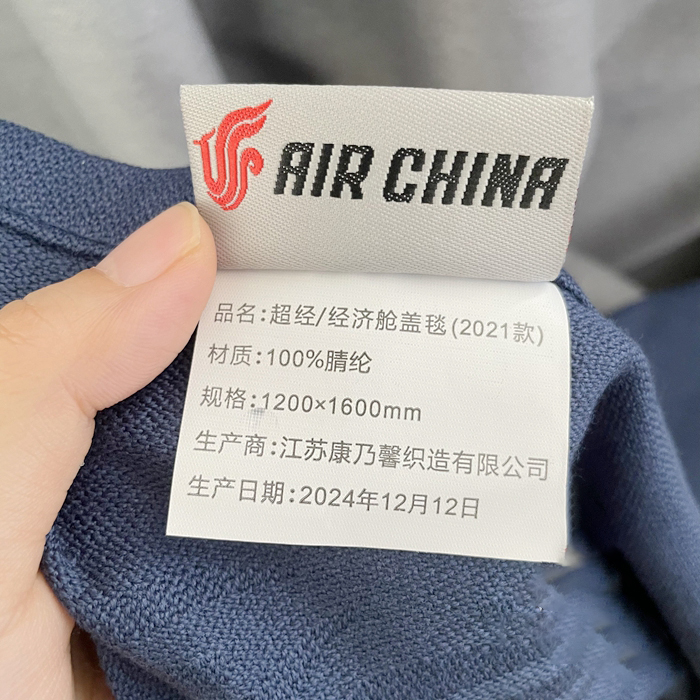 AIR CHINA
品名:超经/经济舱盖毯(2021款)
材质:100%腈纶
规格:1200×1600mm
生产商:江苏康乃馨织造有限公司
生产日期:2024年12月12日